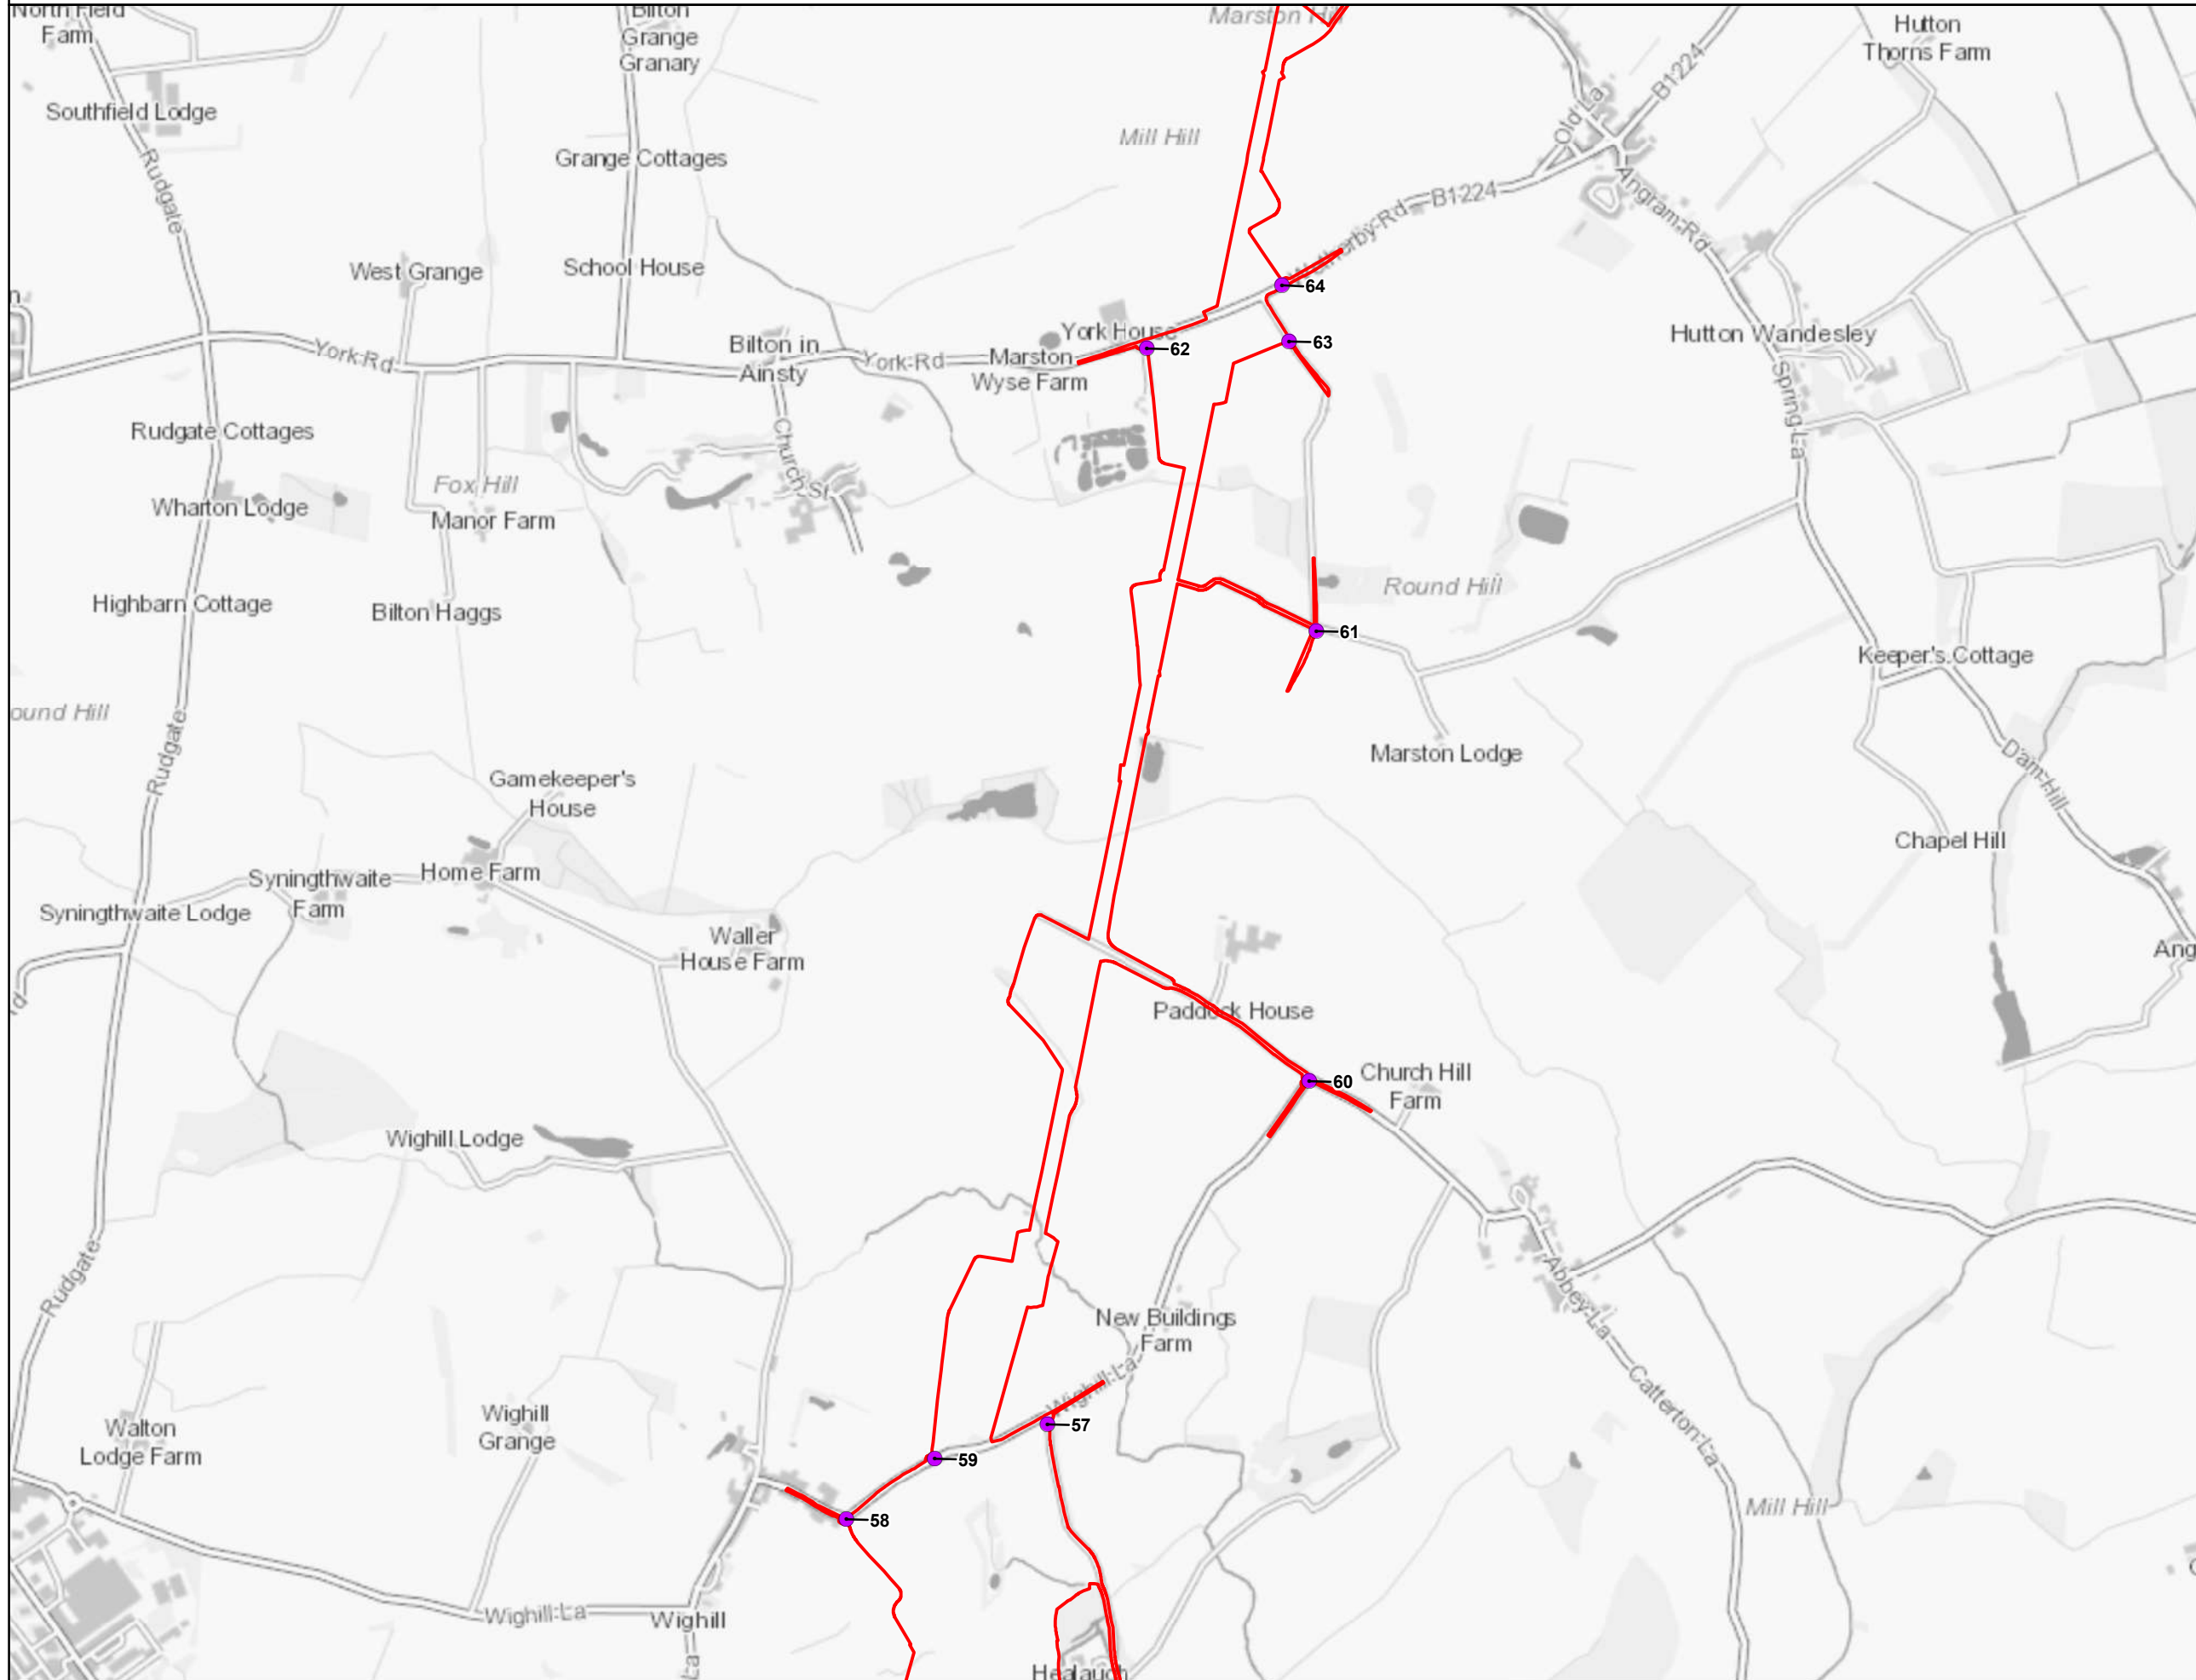 North Field
Farm
Bilton
Grange
Granary
Marston Hill
Hutton
Thorns Farm
Southfield Lodge
B1224
Old La
Mill Hill
Grange Cottages
Rudgate
Angram Rd
B1224
Wetherby Rd
West Grange
School House
64
York House
62
63
Hutton Wandesley
York Rd
Bilton in
Ainsty
York Rd
Marston
Wyse Farm
Spring La
Rudgate Cottages
Church St
Fox Hill
Wharton Lodge
Manor Farm
Round Hill
Highbarn Cottage
Bilton Haggs
61
Keeper's Cottage
ound Hill
Rudgate
Marston Lodge
Dam Hill
Gamekeeper's
House
Chapel Hill
Home Farm
Syningthwaite
Farm
Syningthwaite Lodge
Waller
House Farm
Ang
Paddock House
60
Church Hill
Farm
Wighill Lodge
Rudgate
Abbey La
New Buildings
Farm
Wighill La
Catterton La
Walton
Lodge Farm
Wighill
Grange
57
59
58
Mill Hill
Wighill La
Wighill
La
Healaugh